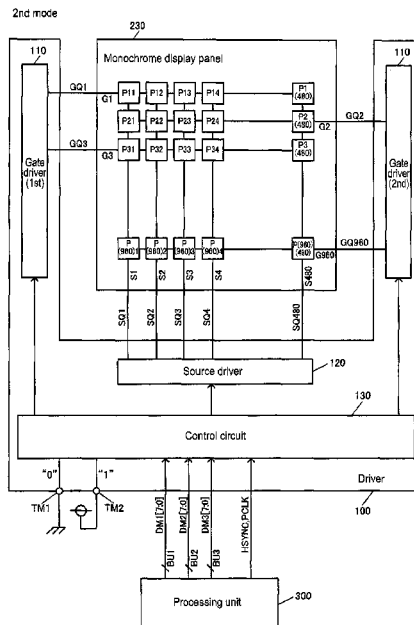 2nd mode
230
110
Monochrome display panel
110
GQ1
G1
P11
P12
P13
P14
P1
(480)
P21
P22
P23
P24
P2
(480)
G2
GQ2
GQ3
G3
P31
P32
P33
P34
P3
(480)
Gate
driver
(1st)
Gate
driver
(2nd)
P
(960)1
P
(960)2
P
(960)3
P
(960)4
P(960)
(480)
G960
GQ960
S1
S2
S3
S4
S480
SQ1
SQ2
SQ3
SQ4
SQ480
120
Source driver
130
Control circuit
"0"
"1"
Driver
TM1
TM2
100
DM1[7:0]
DM2[7:0]
DM3[7:0]
HSYNC,PCLK
BU1
BU2
BU3
300
Processing unit